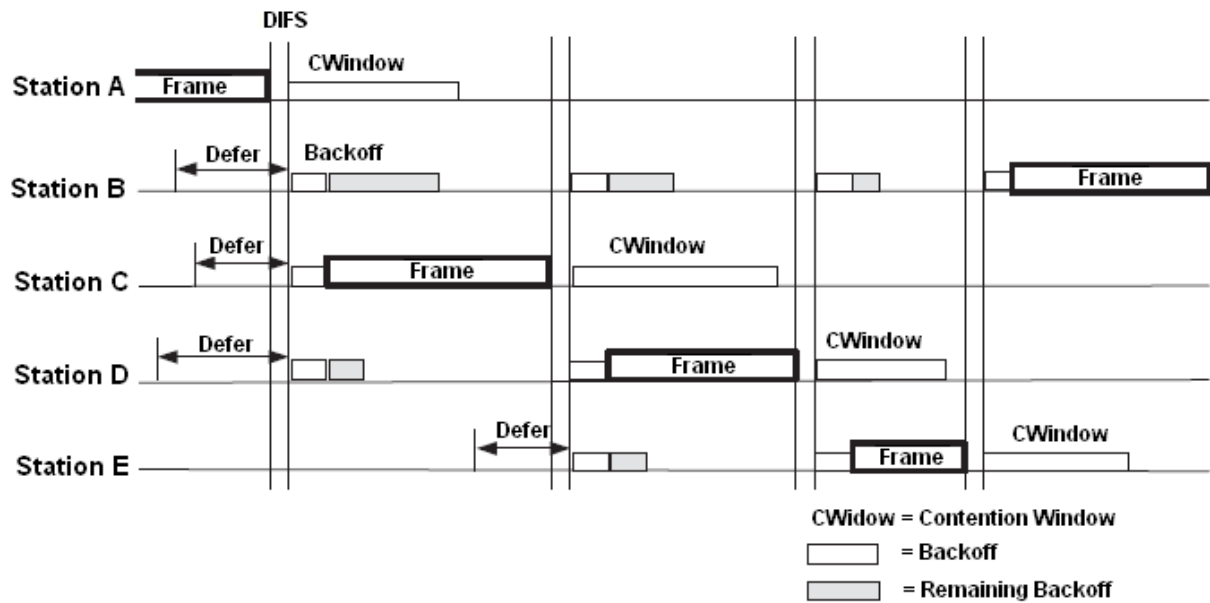 DIFS
CWindow
Station A
Frame
Defer
Backoff
Station B
Frame
Defer
CWindow
Station C
Frame
Defer
CWindow
Station D
Frame
Defer
CWindow
Station E
Frame
CWidow = Contention Window
= Backoff
= Remaining Backoff